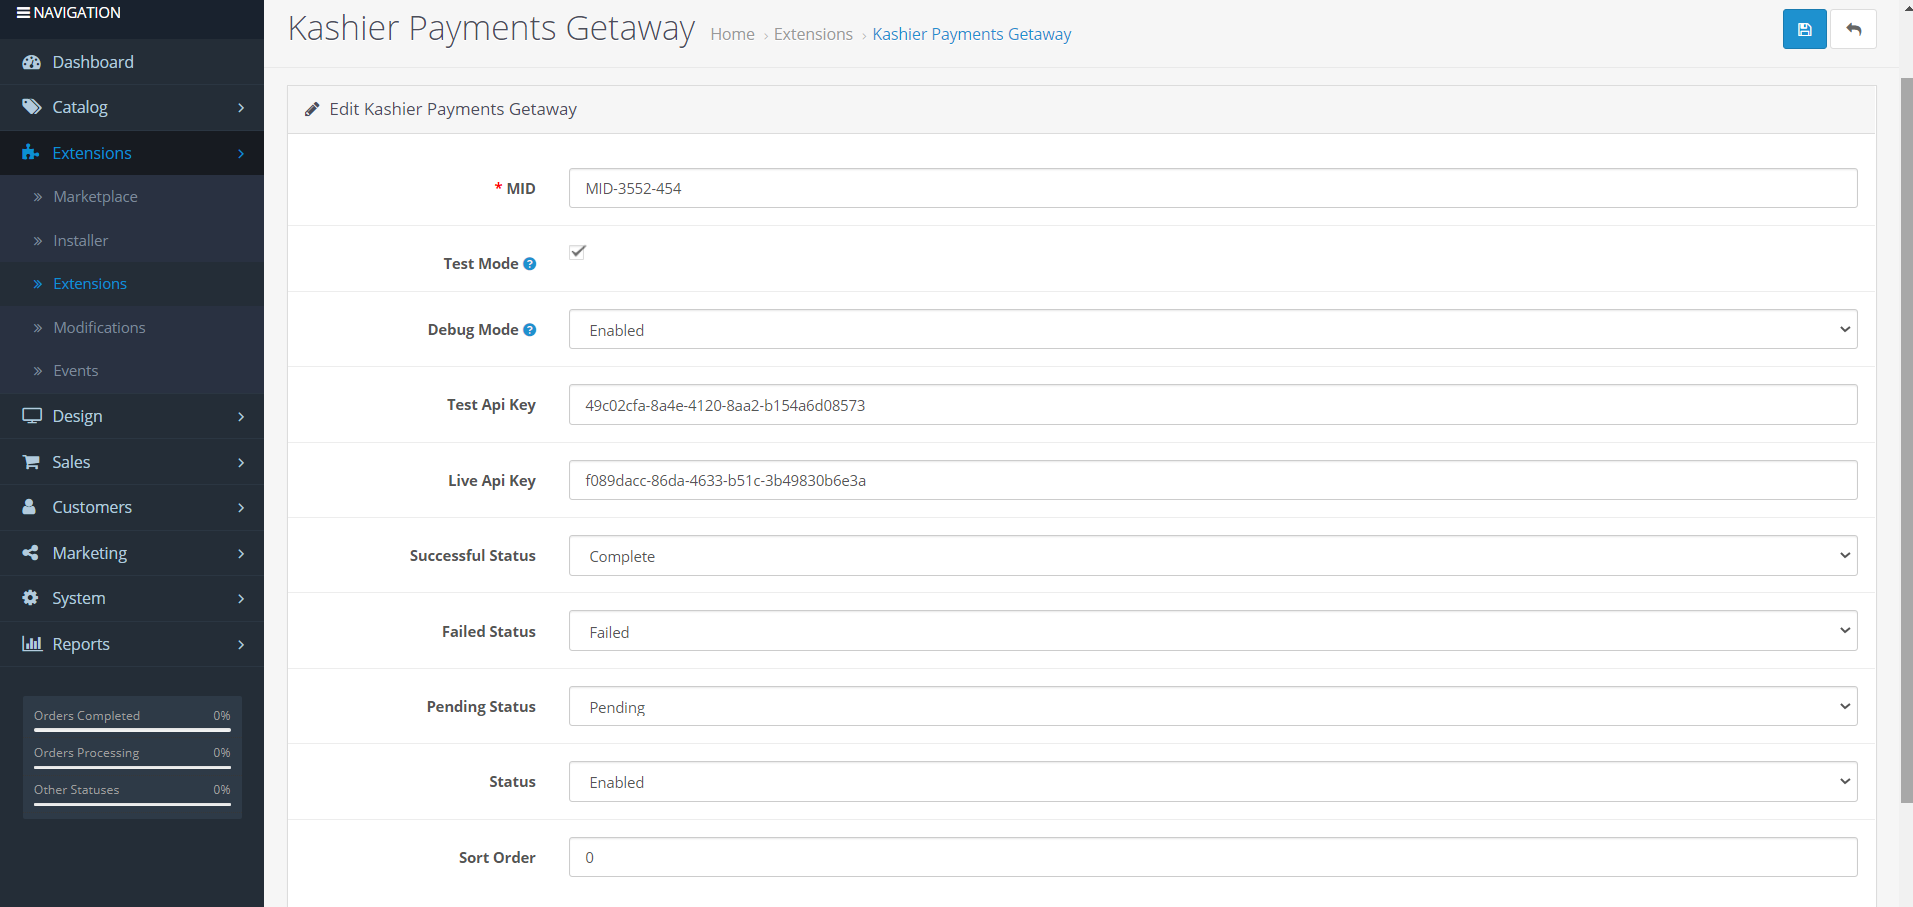 NAVIGATION
Dashboard
Catalog
Extensions
Marketplace
Installer
Extensions
Modifications
Events
Design
Sales
Customers
Marketing
System
Reports
Orders Completed 0%
Orders Processing 0%
Other Statuses 0%
Kashier Payments Getaway Home › Extensions › Kashier Payments Getaway
Edit Kashier Payments Getaway
* MID MID-3552-454
Test Mode
Debug Mode Enabled
Test Api Key 49c02cfa-8a4e-4120-8aa2-b154a6d08573
Live Api Key f089dacc-86da-4633-b51c-3b49830b6e3a
Successful Status Complete
Failed Status Failed
Pending Status Pending
Status Enabled
Sort Order 0